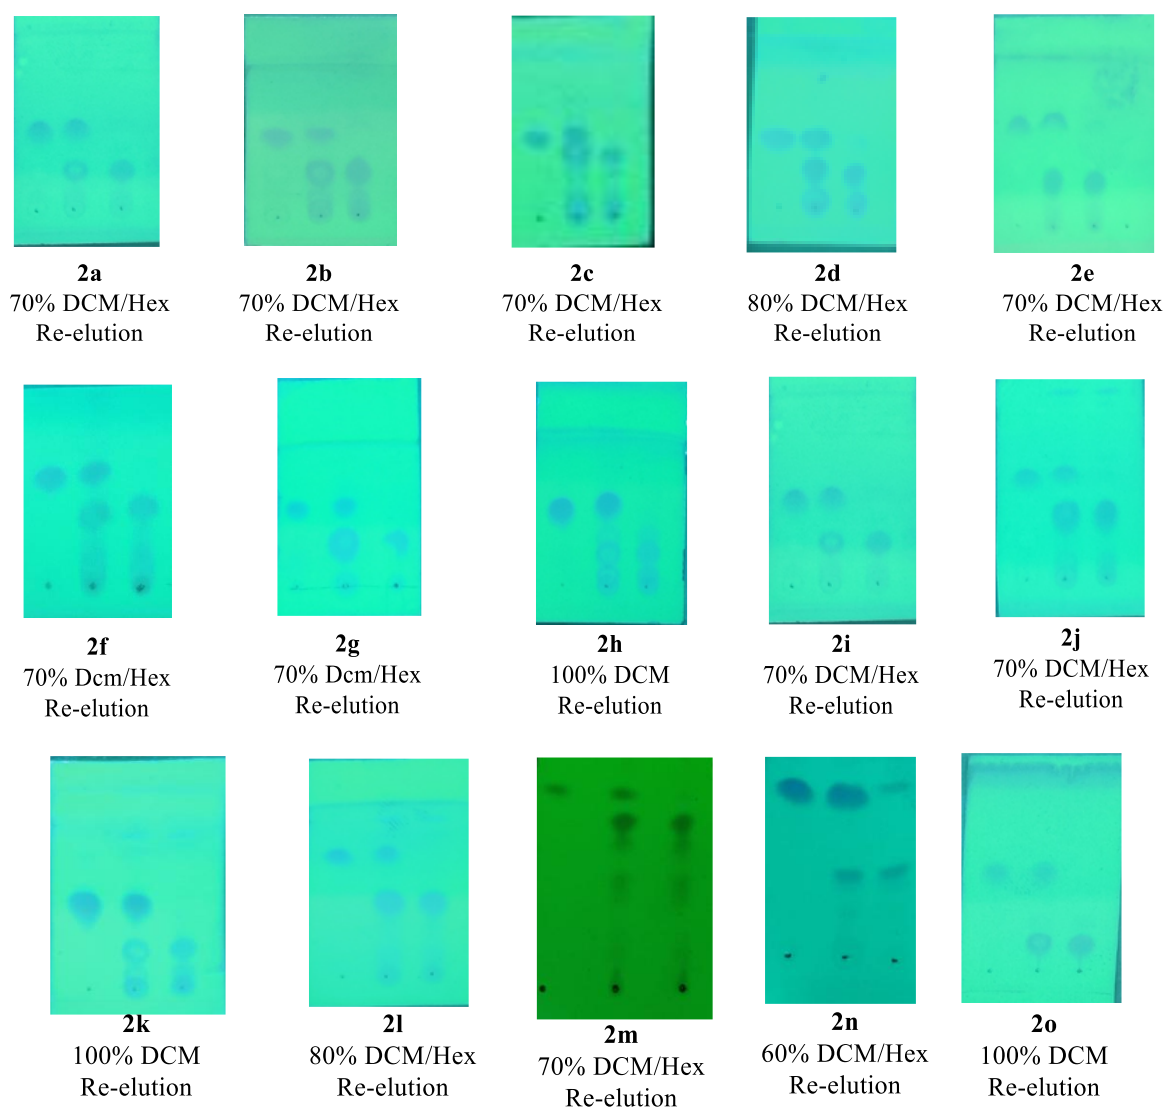 2a
70% DCM/Hex
Re-elution
2b
70% DCM/Hex
Re-elution
2c
70% DCM/Hex
Re-elution
2d
80% DCM/Hex
Re-elution
2e
70% DCM/Hex
Re-elution
2f
70% Dcm/Hex
Re-elution
2g
70% Dcm/Hex
Re-elution
2h
100% DCM
Re-elution
2i
70% DCM/Hex
Re-elution
2j
70% DCM/Hex
Re-elution
2k
100% DCM
Re-elution
2l
80% DCM/Hex
Re-elution
2m
70% DCM/Hex
Re-elution
2n
60% DCM/Hex
Re-elution
2o
100% DCM
Re-elution